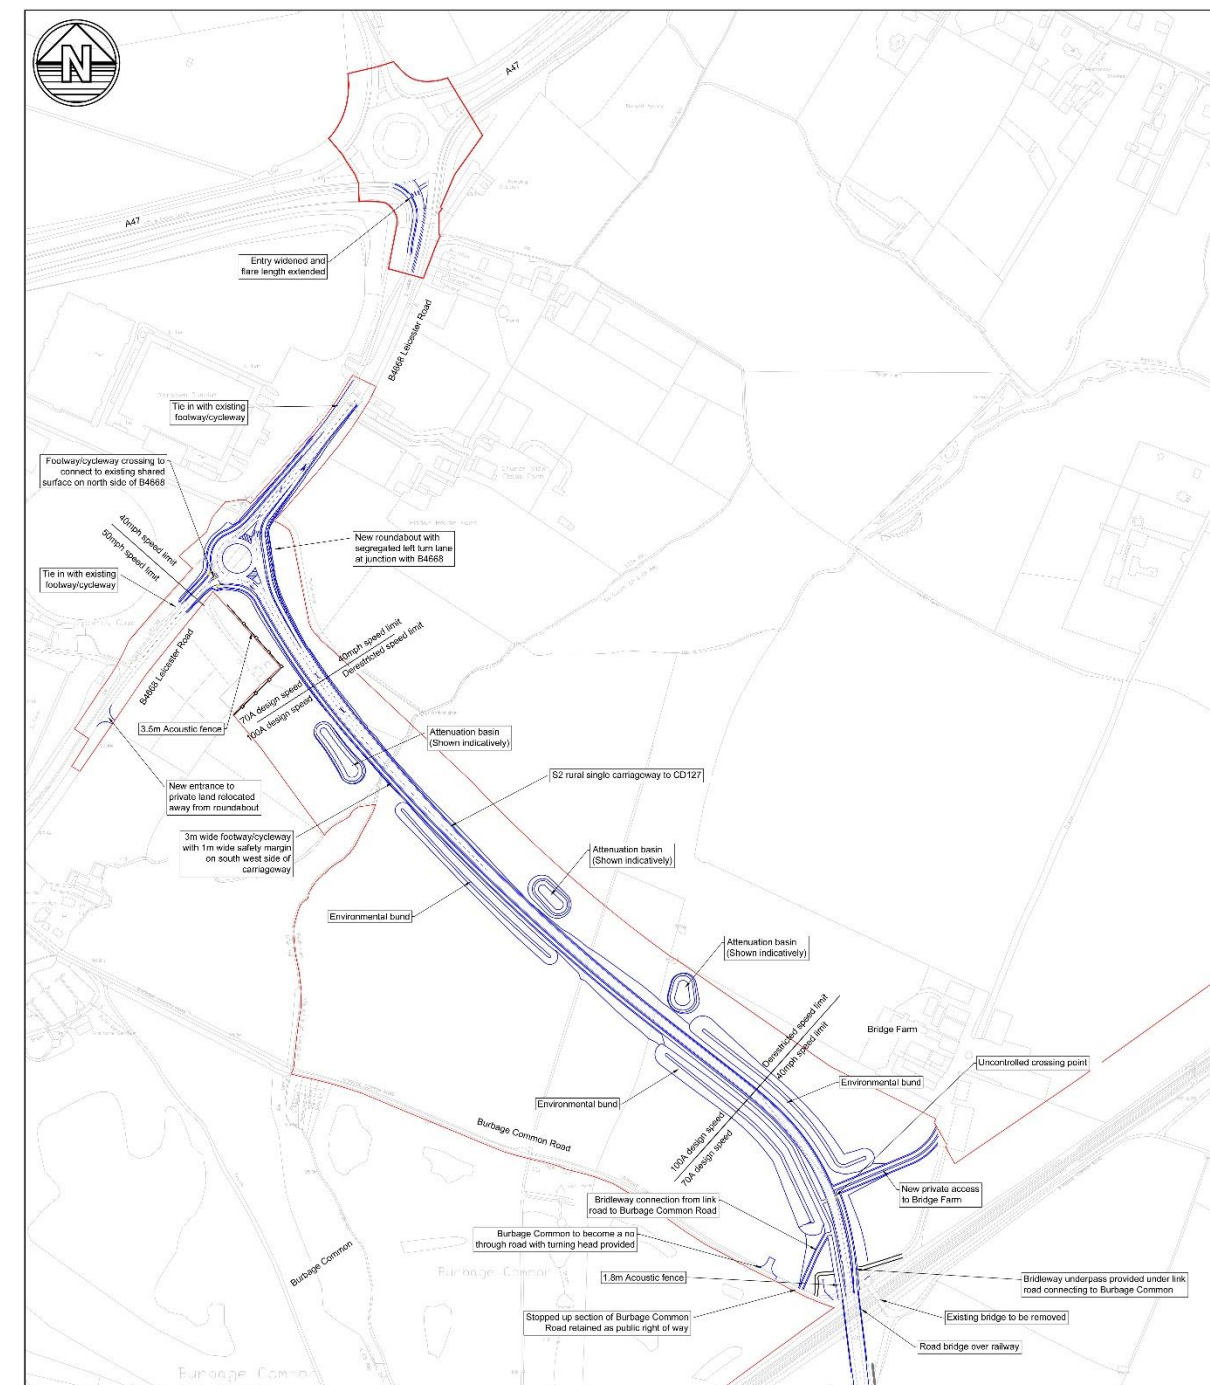 N
A47
A47
Entry widened and
flare length extended
B4668 Leicester Road
Tie in with existing
footway/cycleway
Footway/cycleway crossing to
connect to existing shared
surface on north side of B4668
40mph speed limit
50mph speed limit
New roundabout with
segregated left turn lane
at junction with B4668
Tie in with existing
footway/cycleway
B4668 Leicester Road
40mph speed limit
Derestricted speed limit
70A design speed
100A design speed
3.5m Acoustic fence
Attenuation basin
(Shown indicatively)
S2 rural single carriageway to CD127
New entrance to
private land relocated
away from roundabout
3m wide footway/cycleway
with 1m wide safety margin
on south west side of
carriageway
Attenuation basin
(Shown indicatively)
Environmental bund
Attenuation basin
(Shown indicatively)
Derestricted speed limit
40mph speed limit
Bridge Farm
Uncontrolled crossing point
Environmental bund
Environmental bund
Burbage Common Road
100A design speed
70A design speed
New private access
to Bridge Farm
Bridleway connection from link
road to Burbage Common Road
Burbage Common to become a no
through road with turning head provided
Burbage Common
Burbage Common
1.8m Acoustic fence
Bridleway underpass provided under link
road connecting to Burbage Common
Stopped up section of Burbage Common
Road retained as public right of way
Existing bridge to be removed
Road bridge over railway
Burbage Common